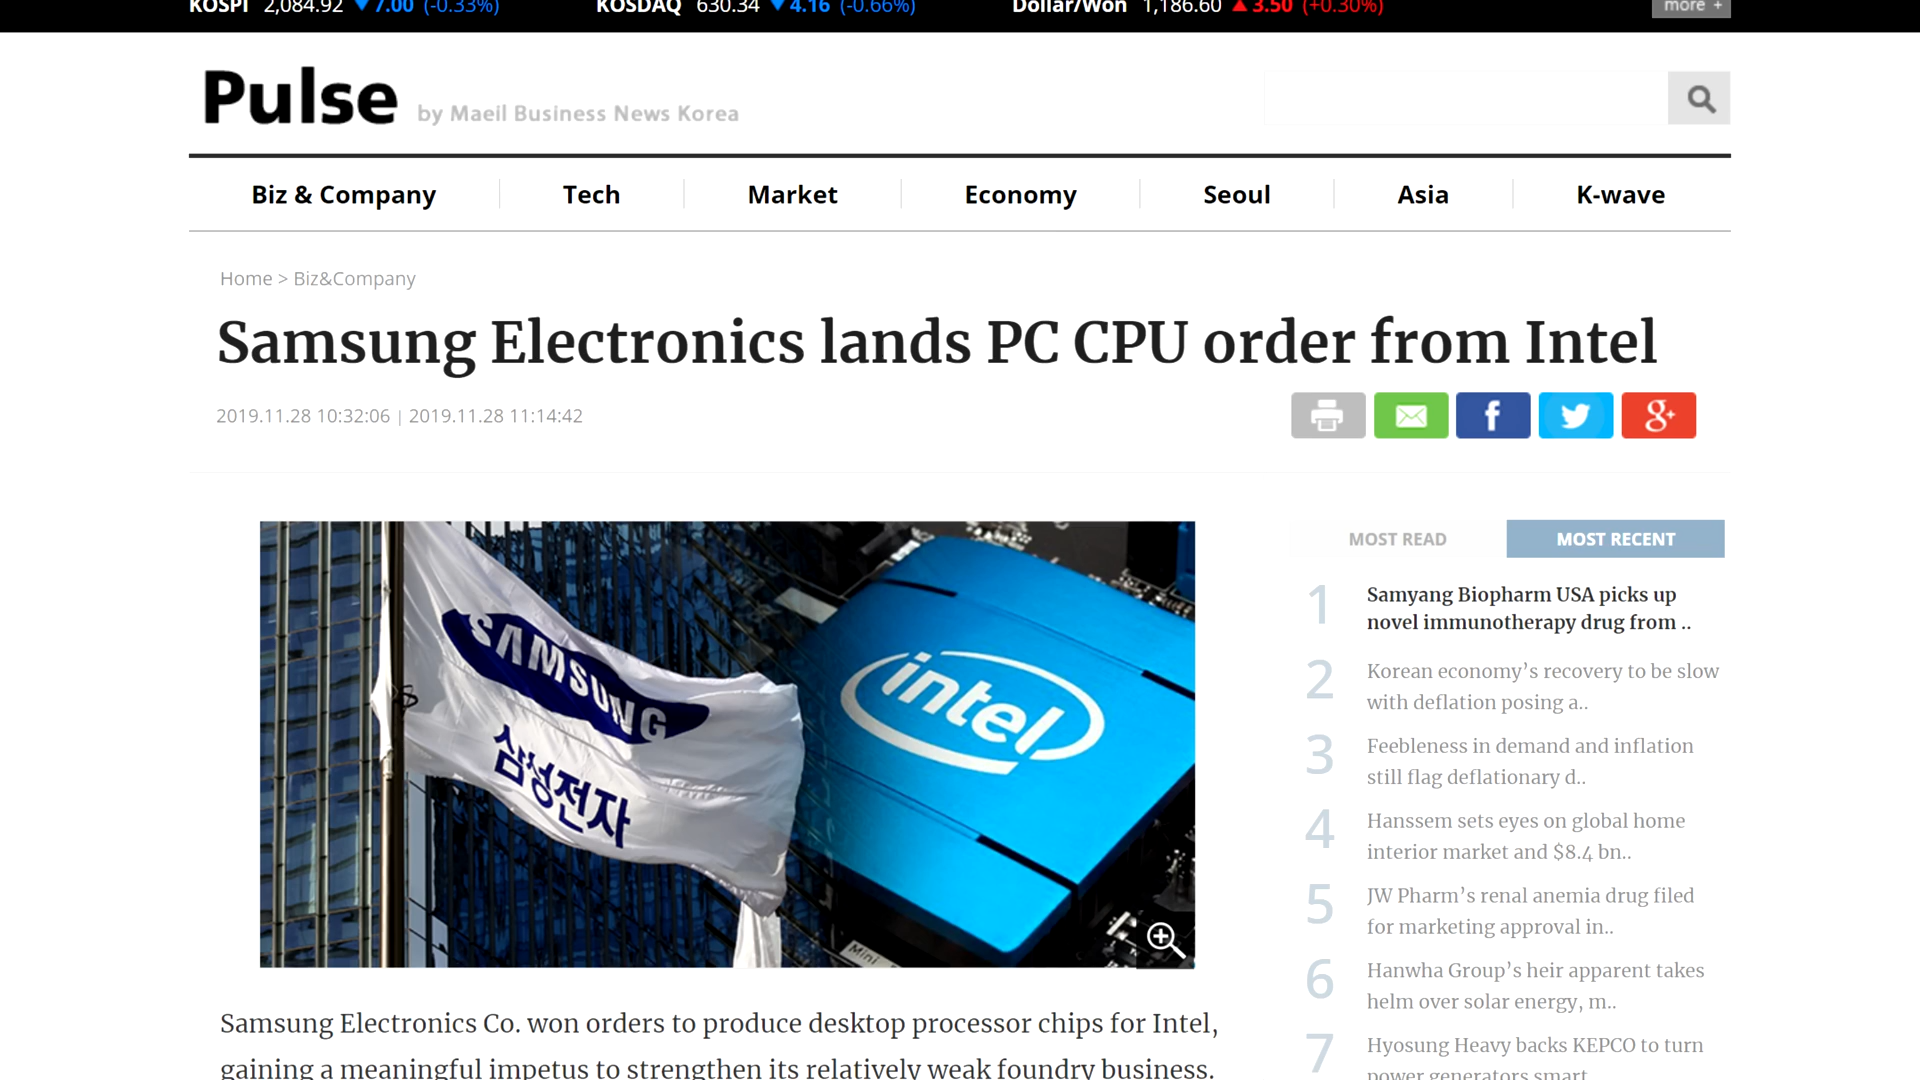 KOSPI 2,084.92 ▼7.00 (-0.33%) KOSDAQ 630.34 ▼4.16 (-0.66%) Dollar/Won 1,186.60 ▲3.50 (+0.30%) more +
Pulse by Maeil Business News Korea
Biz & Company Tech Market Economy Seoul Asia K-wave
Home > Biz&Company
Samsung Electronics lands PC CPU order from Intel
2019.11.28 10:32:06 | 2019.11.28 11:14:42
f g+
SAMSUNG
삼성전자
intel
Mini
Samsung Electronics Co. won orders to produce desktop processor chips for Intel,
gaining a meaningful impetus to strengthen its relatively weak foundry business.
MOST READ MOST RECENT
1 Samyang Biopharm USA picks up
novel immunotherapy drug from ..
2 Korean economy’s recovery to be slow
with deflation posing a..
3 Feebleness in demand and inflation
still flag deflationary d..
4 Hanssem sets eyes on global home
interior market and $8.4 bn..
5 JW Pharm’s renal anemia drug filed
for marketing approval in..
6 Hanwha Group’s heir apparent takes
helm over solar energy, m..
7 Hyosung Heavy backs KEPCO to turn
power generators smart